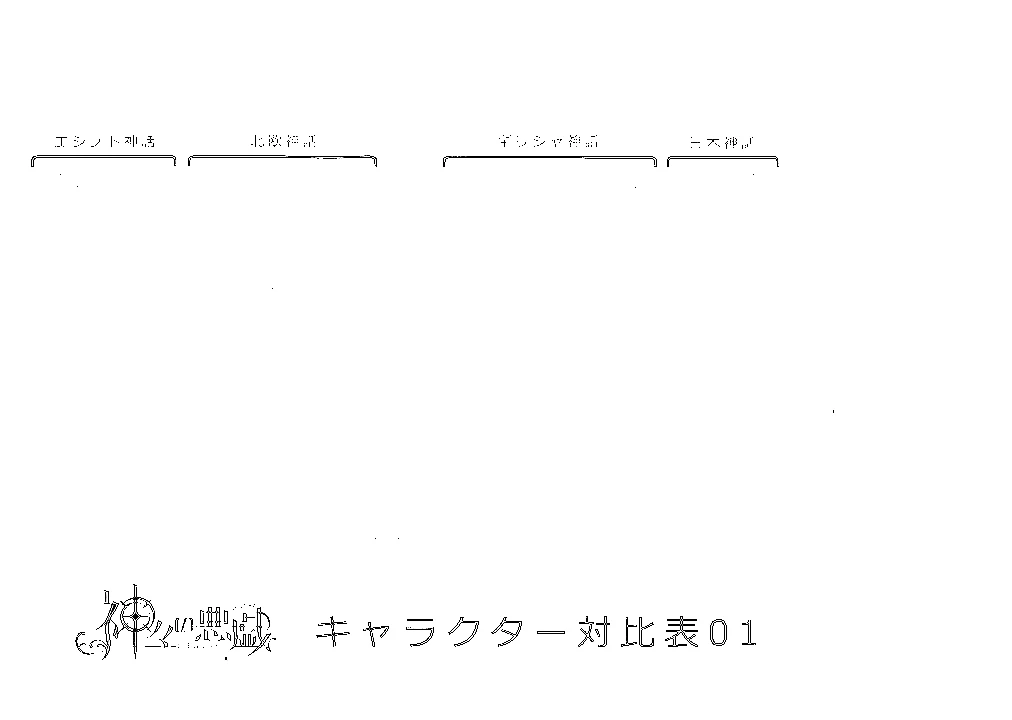 エジプト神話
北欧神話
ギリシャ神話
日本神話
神々の悪戯
キャラクター対比表01